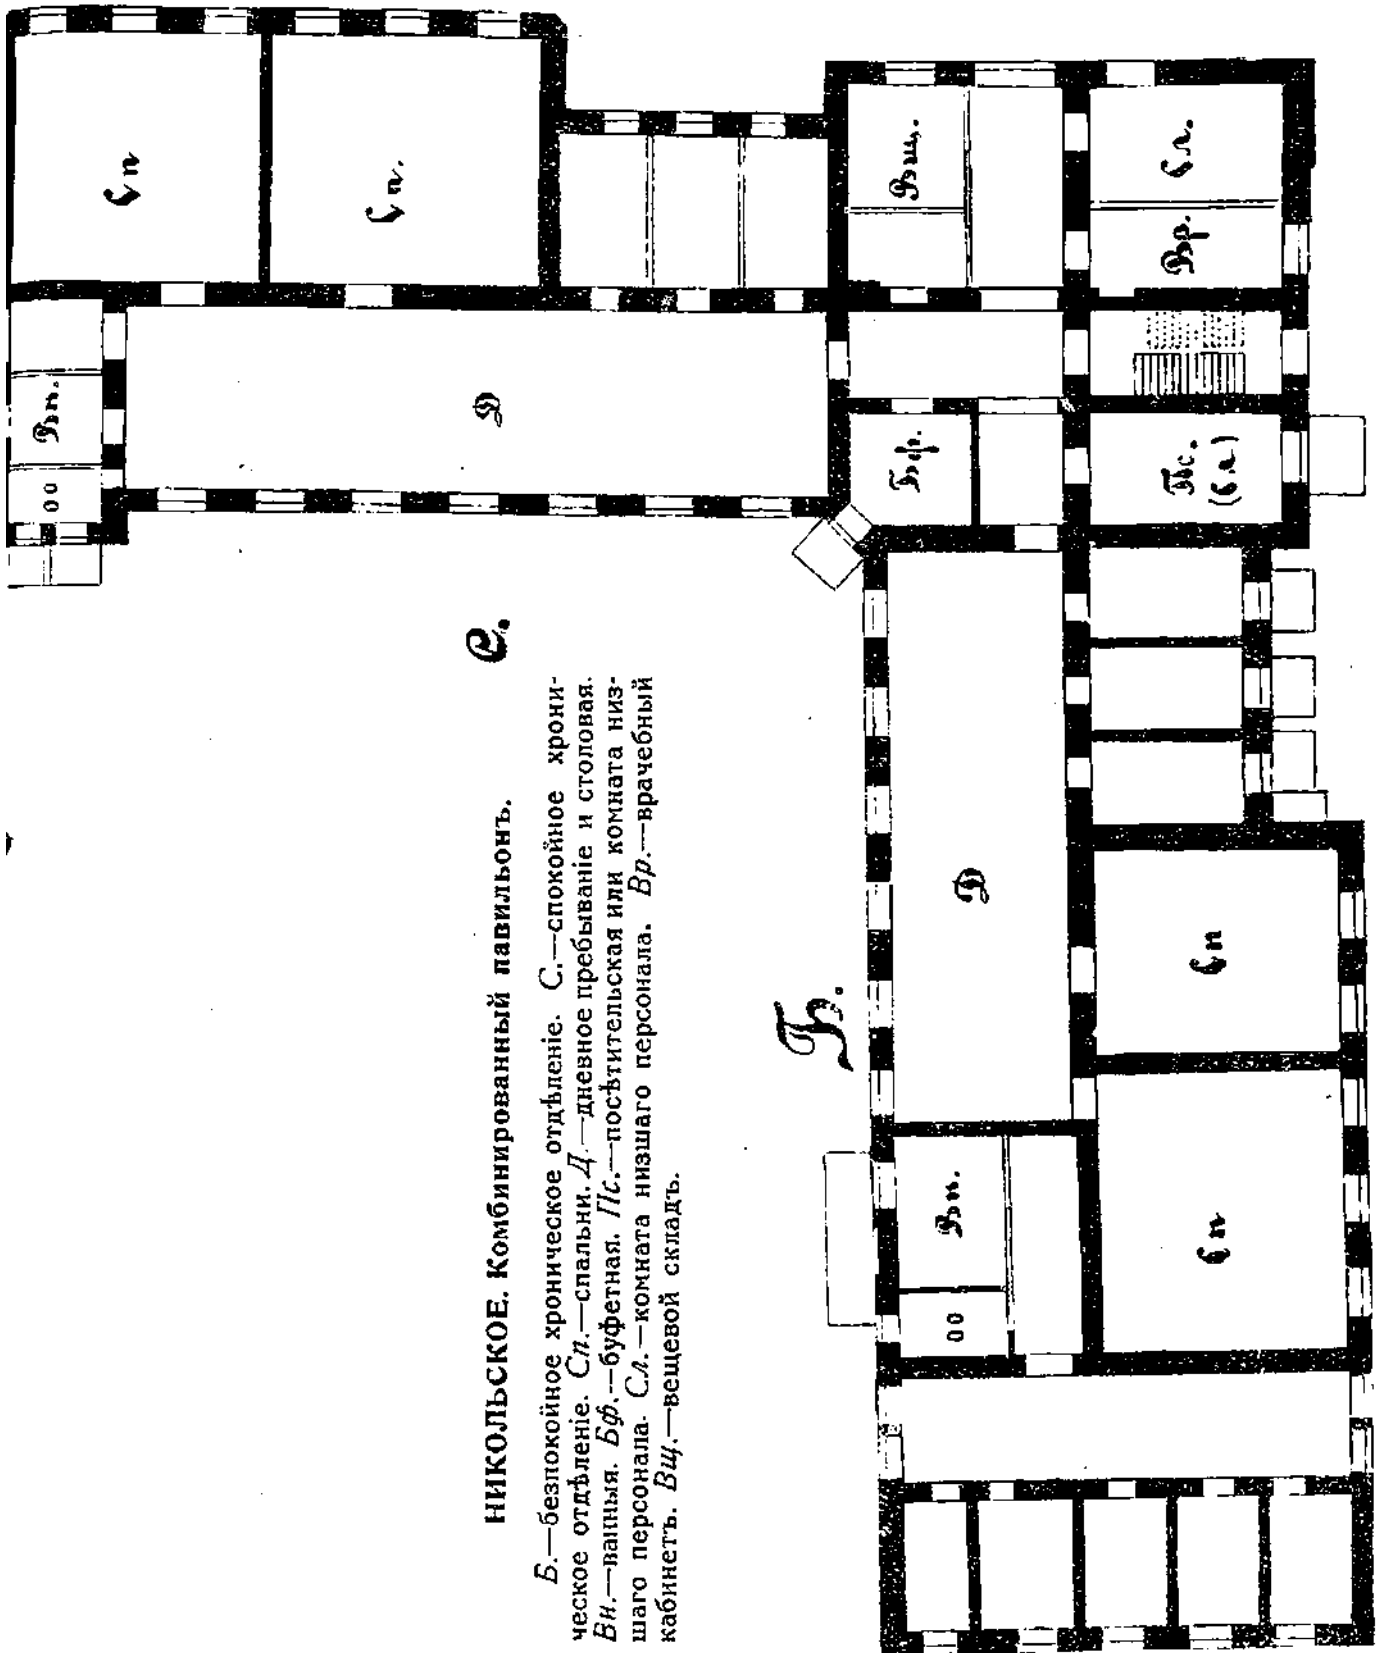 НИКОЛЬСКОЕ. Комбинированный павильонъ.
Б.—безпокойное хроническое отдѣленіе. С.—спокойное хрони-
ческое отдѣленіе. Сп.—спальни. Д.—дневное пребываніе и столовая.
Вн.—ванныя. Бф.—буфетная. Пс.—посѣтительская или комната низ-
шаго персонала. Сл.—комната низшаго персонала. Вр.—врачебный
кабинетъ. Вщ.—вещевой складъ.
С.
Б.
Сп
Сп.
Вн.
Д
Вщ.
Сл.
Вр.
Бф.
Пс.
(Сл)
Д
Сп
Вн.
Сп